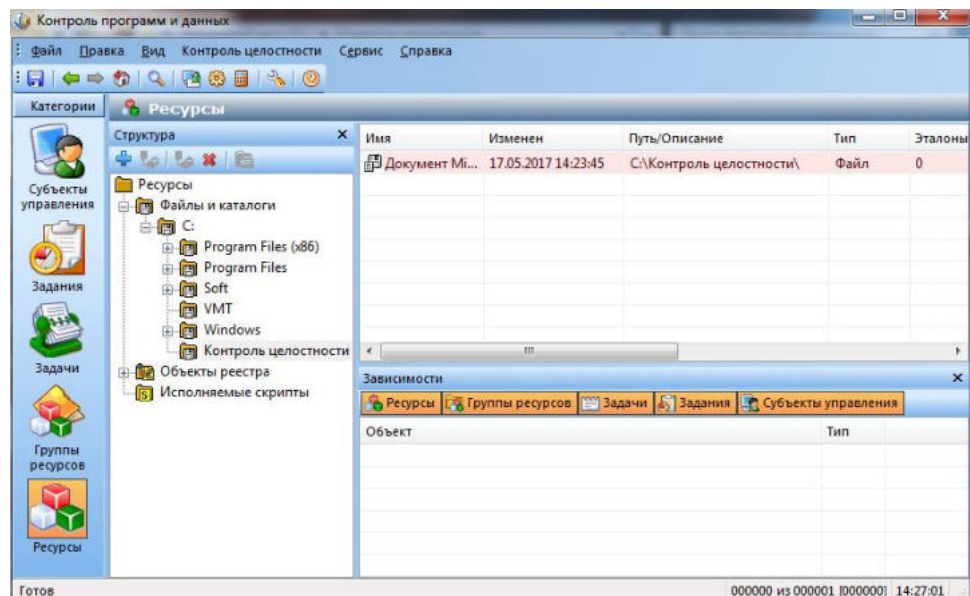 Контроль программ и данных
Файл Правка Вид Контроль целостности Сервис Справка
Категории
Ресурсы
Субъекты
управления
Задания
Задачи
Группы
ресурсов
Ресурсы
Структура
Ресурсы
Файлы и каталоги
C:
Program Files (x86)
Program Files
Soft
VMT
Windows
Контроль целостности
Объекты реестра
Исполняемые скрипты
Имя Изменен Путь/Описание Тип Эталоны
Документ Mi... 17.05.2017 14:23:45 C:\Контроль целостности\ Файл 0
Зависимости
Ресурсы Группы ресурсов Задачи Задания Субъекты управления
Объект Тип
Готов 000000 из 000001 [000000] 14:27:01